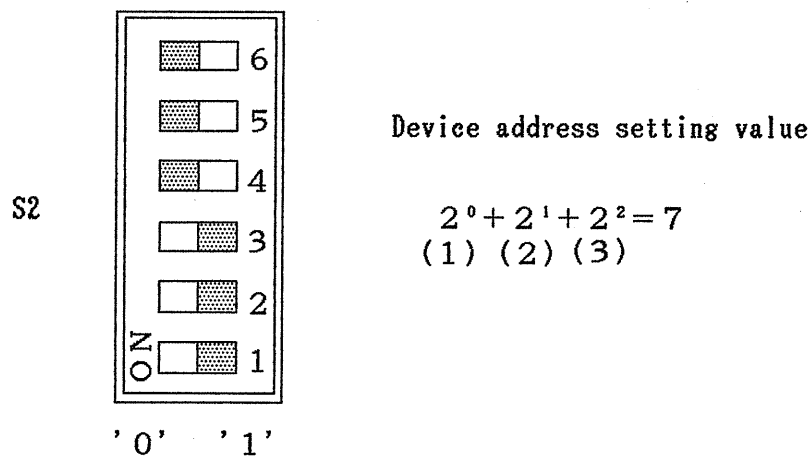 6
5
4
3
2
1
ON
S2
'0' '1'
Device address setting value
2⁰+2¹+2²=7
(1) (2) (3)